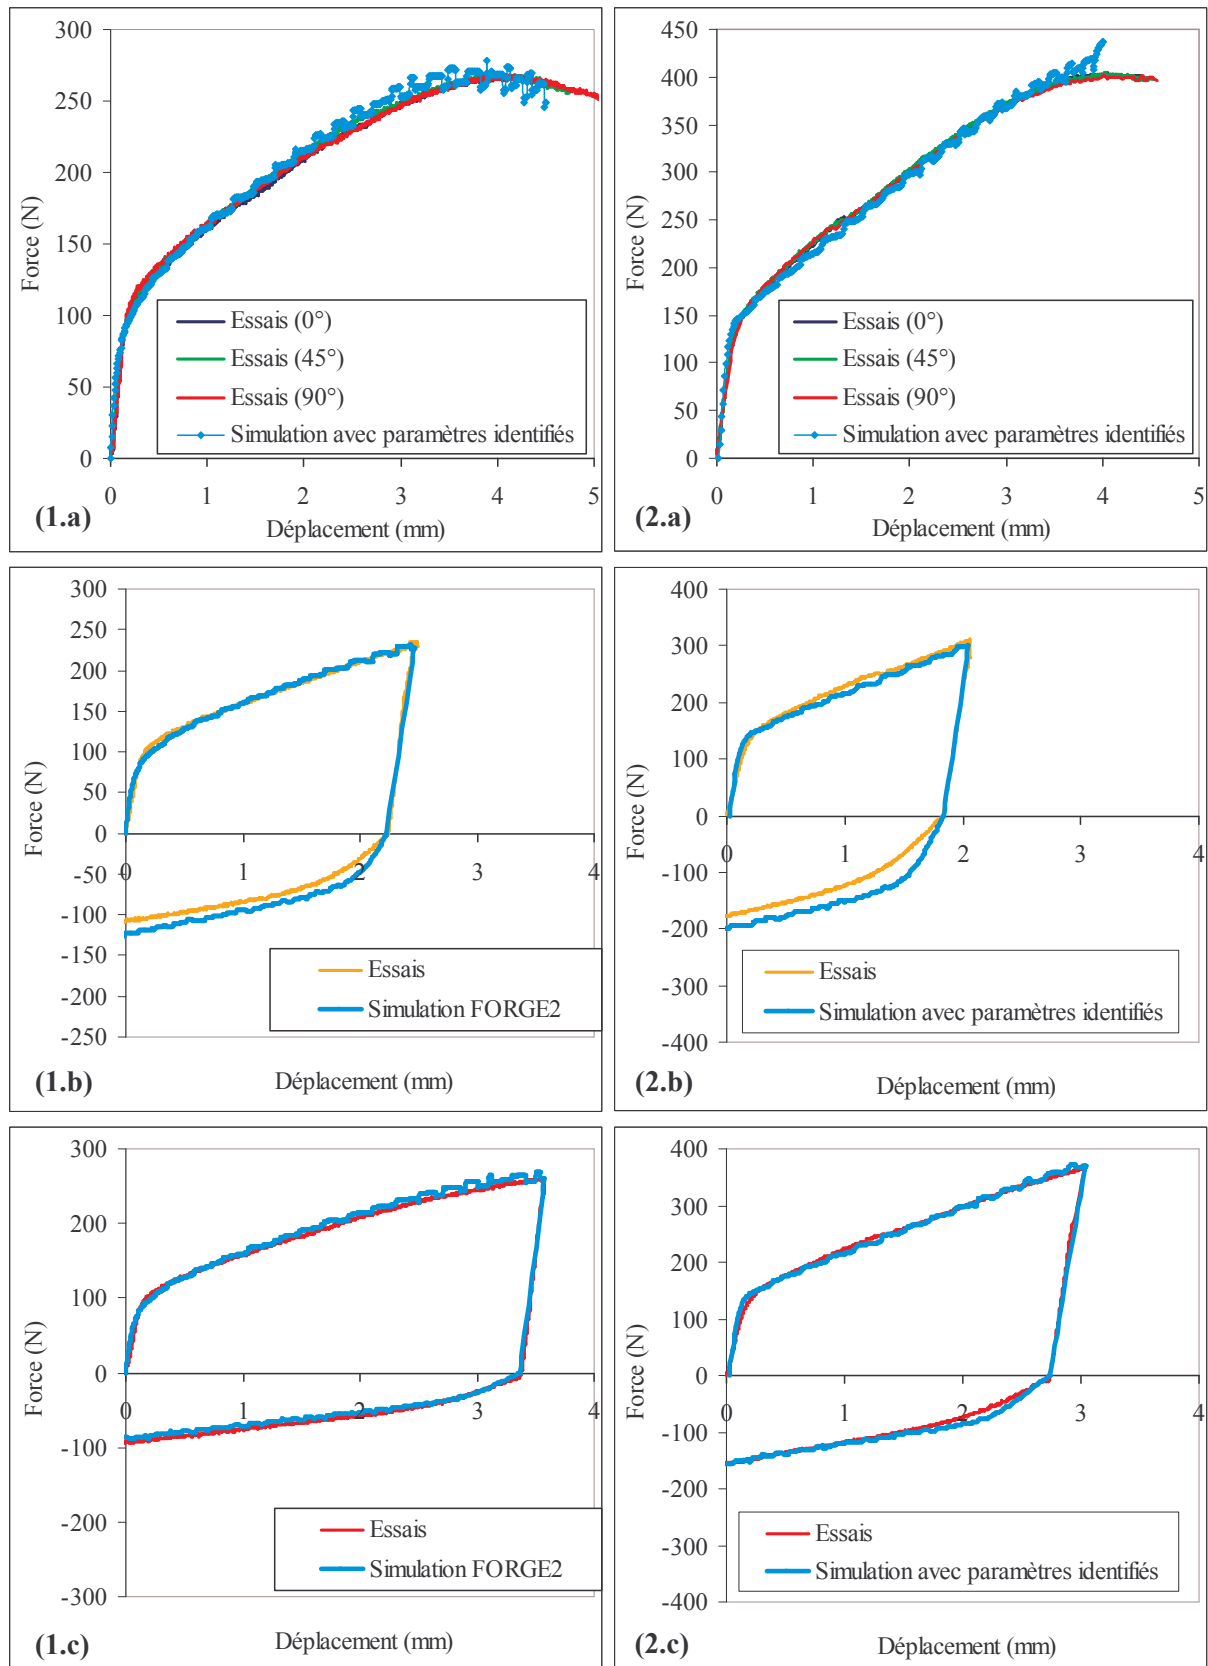 300
250
200
150
100
50
0
Force (N)
Essais (0°)
Essais (45°)
Essais (90°)
Simulation avec paramètres identifiés
0 1 2 3 4 5
Déplacement (mm)
(1.a)
450
400
350
300
250
200
150
100
50
0
Force (N)
Essais (0°)
Essais (45°)
Essais (90°)
Simulation avec paramètres identifiés
0 1 2 3 4 5
Déplacement (mm)
(2.a)
300
250
200
150
100
50
0
-50
-100
-150
-200
-250
Force (N)
0 1 2 3 4
Essais
Simulation FORGE2
Déplacement (mm)
(1.b)
400
300
200
100
0
-100
-200
-300
-400
Force (N)
0 1 2 3 4
Essais
Simulation avec paramètres identifiés
Déplacement (mm)
(2.b)
300
200
100
0
-100
-200
-300
Force (N)
0 1 2 3 4
Essais
Simulation FORGE2
Déplacement (mm)
(1.c)
400
300
200
100
0
-100
-200
-300
-400
Force (N)
0 1 2 3 4
Essais
Simulation avec paramètres identifiés
Déplacement (mm)
(2.c)